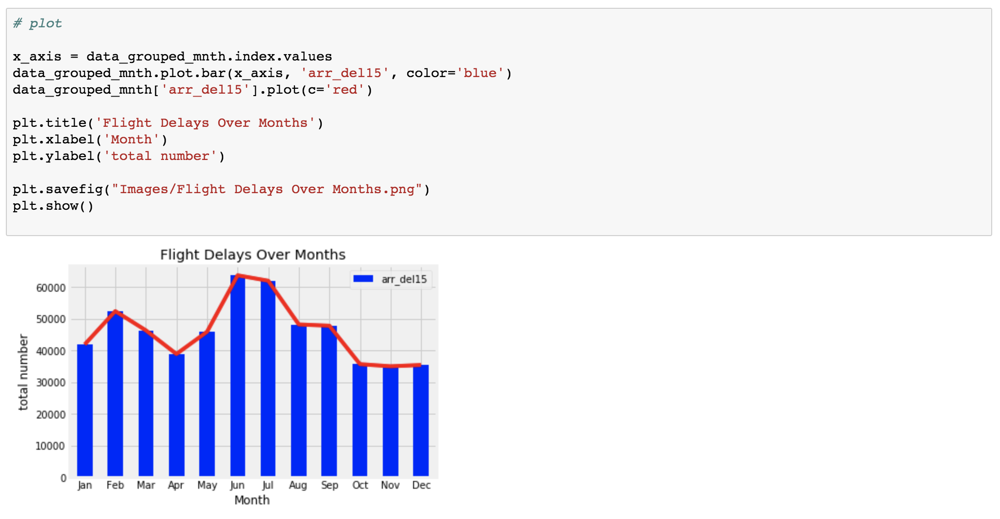 # plot
x_axis = data_grouped_mnth.index.values
data_grouped_mnth.plot.bar(x_axis, 'arr_del15', color='blue')
data_grouped_mnth['arr_del15'].plot(c='red')
plt.title('Flight Delays Over Months')
plt.xlabel('Month')
plt.ylabel('total number')
plt.savefig("Images/Flight Delays Over Months.png")
plt.show()
Flight Delays Over Months
arr_del15
60000
50000
40000
30000
20000
10000
0
total number
Jan Feb Mar Apr May Jun Jul Aug Sep Oct Nov Dec
Month